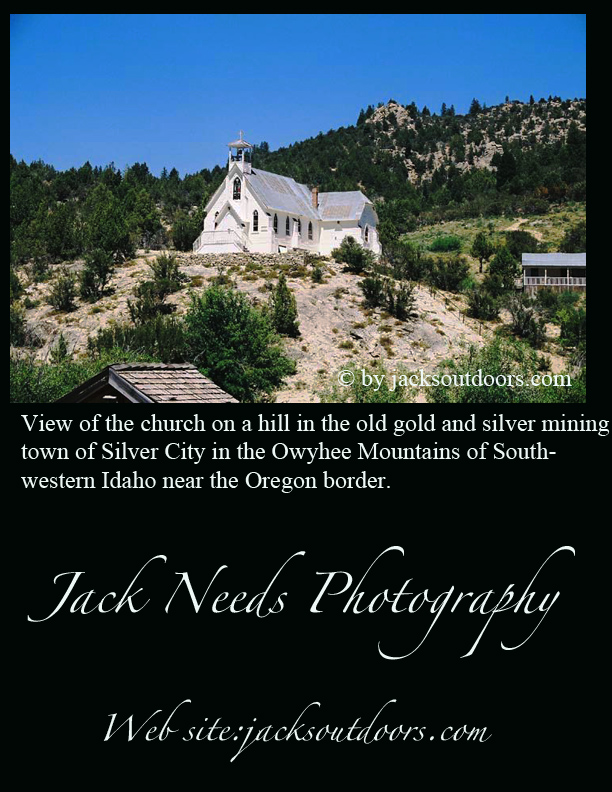 © by jacksoutdoors.com
View of the church on a hill in the old gold and silver mining
town of Silver City in the Owyhee Mountains of South-
western Idaho near the Oregon border.
Jack Needs Photography
Web site:jacksoutdoors.com